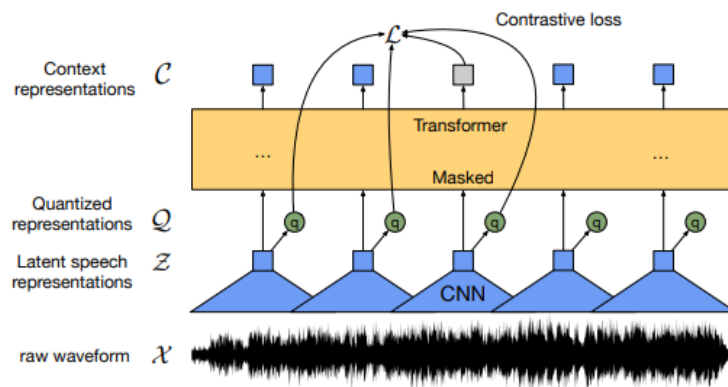 Contrastive loss
ℒ
Context
representations
𝒞
Transformer
...
...
Masked
Quantized
representations
𝒬
q
q
q
q
q
Latent speech
representations
𝒵
CNN
raw waveform
𝒳